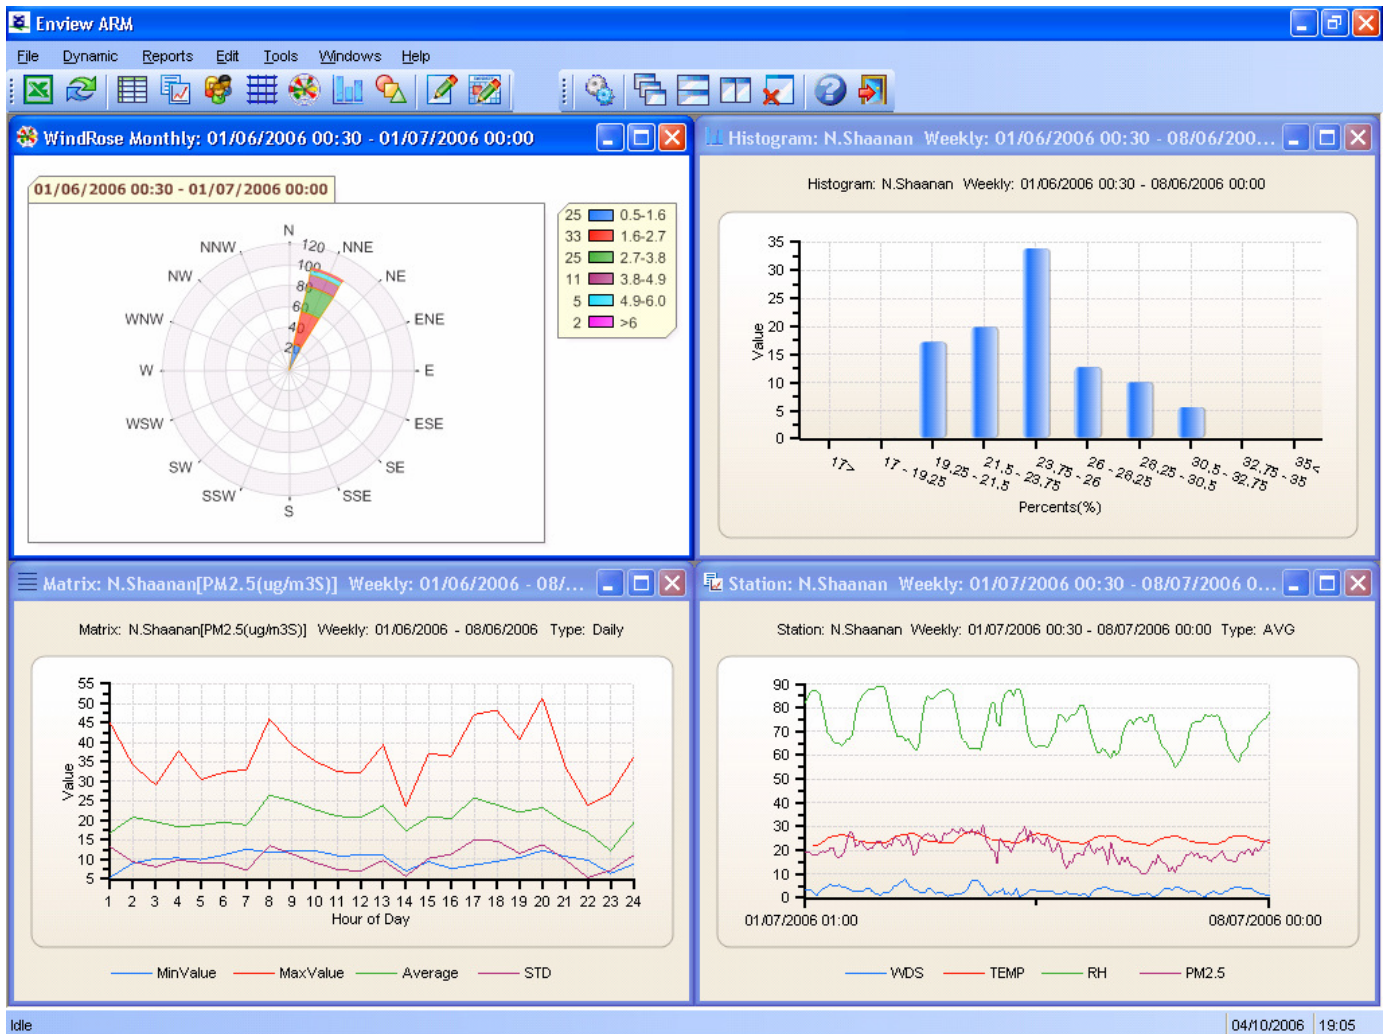 Enview ARM
File Dynamic Reports Edit Tools Windows Help
WindRose Monthly: 01/06/2006 00:30 - 01/07/2006 00:00
01/06/2006 00:30 - 01/07/2006 00:00
N
NNE
NE
ENE
E
ESE
SE
SSE
S
SSW
SW
WSW
W
WNW
NW
NNW
120
100
80
60
40
20
25 0.5-1.6
33 1.6-2.7
25 2.7-3.8
11 3.8-4.9
5 4.9-6.0
2 >6
Histogram: N.Shaanan Weekly: 01/06/2006 00:30 - 08/06/200...
Histogram: N.Shaanan Weekly: 01/06/2006 00:30 - 08/06/2006 00:00
Value
35
30
25
20
15
10
5
0
17>
17 - 19.25
19.25 - 21.5
21.5 - 23.75
23.75 - 26
26 - 28.25
28.25 - 30.5
30.5 - 32.75
32.75 - 35
35<
Percents(%)
Matrix: N.Shaanan[PM2.5(ug/m3S)] Weekly: 01/06/2006 - 08/...
Matrix: N.Shaanan[PM2.5(ug/m3S)] Weekly: 01/06/2006 - 08/06/2006 Type: Daily
Value
55
50
45
40
35
30
25
20
15
10
5
1 2 3 4 5 6 7 8 9 10 11 12 13 14 15 16 17 18 19 20 21 22 23 24
Hour of Day
MinValue MaxValue Average STD
Station: N.Shaanan Weekly: 01/07/2006 00:30 - 08/07/2006 0...
Station: N.Shaanan Weekly: 01/07/2006 00:30 - 08/07/2006 00:00 Type: AVG
90
80
70
60
50
40
30
20
10
0
01/07/2006 01:00 08/07/2006 00:00
WDS TEMP RH PM2.5
Idle 04/10/2006 19:05